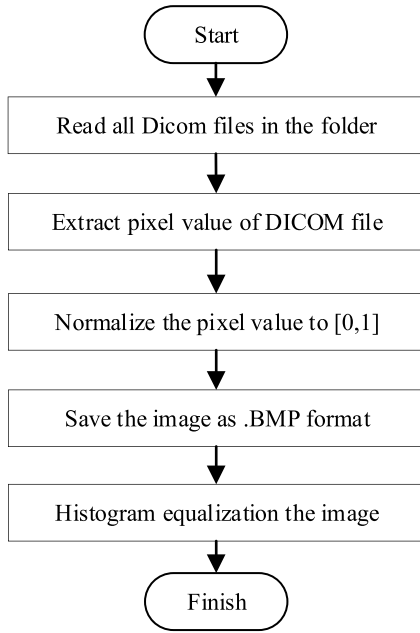 Start
Read all Dicom files in the folder
Extract pixel value of DICOM file
Normalize the pixel value to [0,1]
Save the image as .BMP format
Histogram equalization the image
Finish